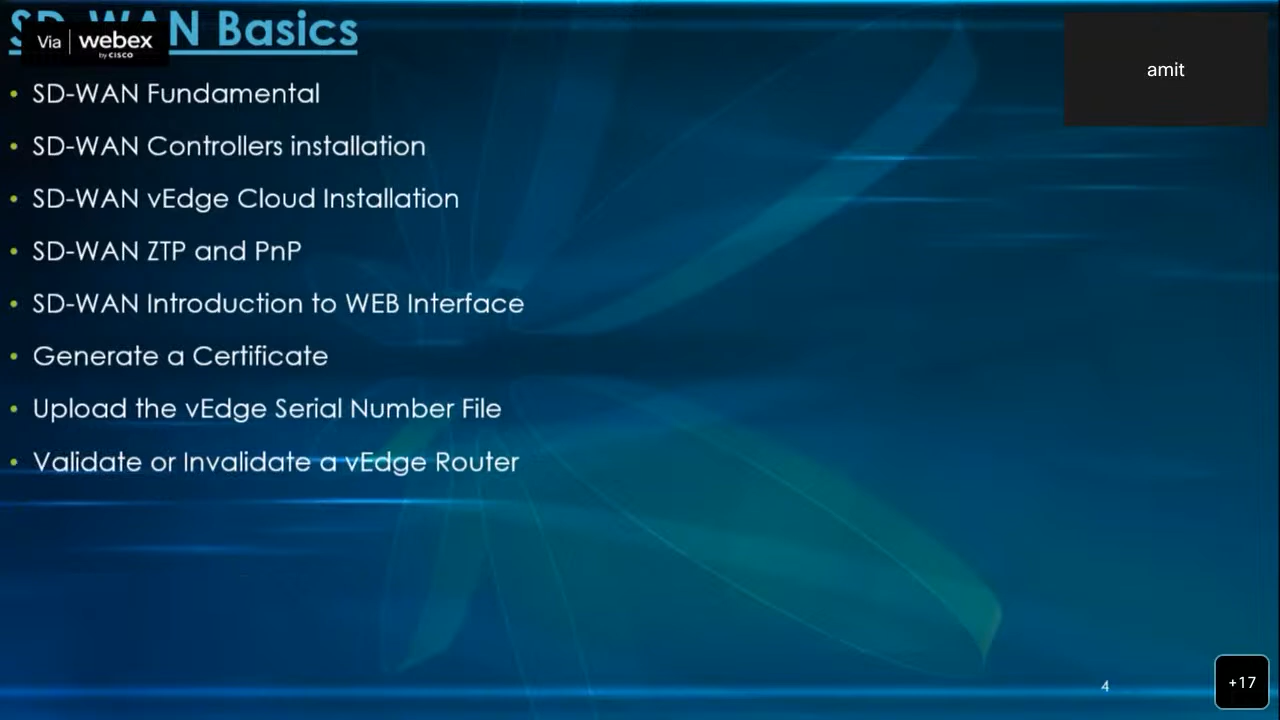 SD-WAN Basics
Via webex
by CISCO
amit
• SD-WAN Fundamental
• SD-WAN Controllers installation
• SD-WAN vEdge Cloud Installation
• SD-WAN ZTP and PnP
• SD-WAN Introduction to WEB Interface
• Generate a Certificate
• Upload the vEdge Serial Number File
• Validate or Invalidate a vEdge Router
4
+17